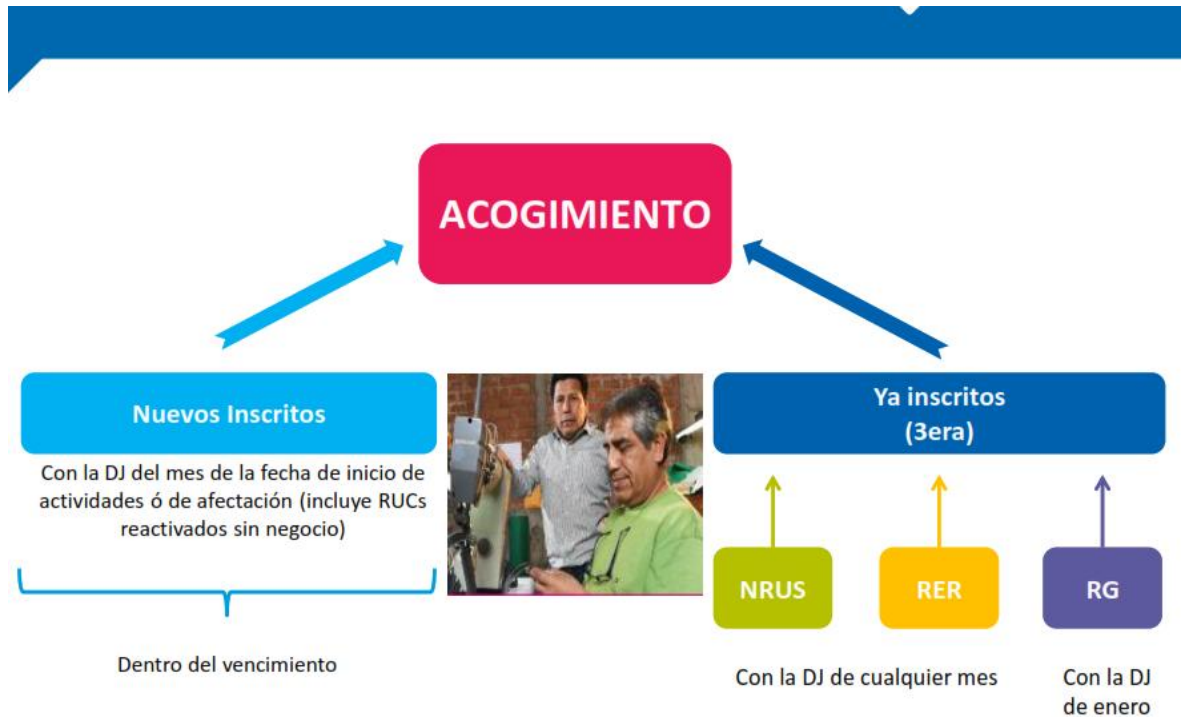 ACOGIMIENTO
Nuevos Inscritos
Con la DJ del mes de la fecha de inicio de
actividades ó de afectación (incluye RUCs
reactivados sin negocio)
Dentro del vencimiento
Ya inscritos
(3era)
NRUS
RER
RG
Con la DJ de cualquier mes
Con la DJ
de enero